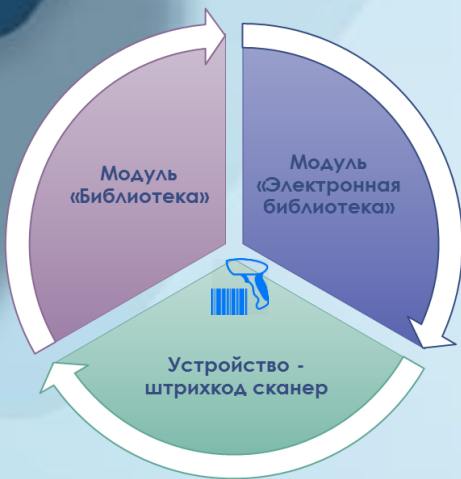 Модуль
«Библиотека»
Модуль
«Электронная
библиотека»
Устройство -
штрихкод сканер